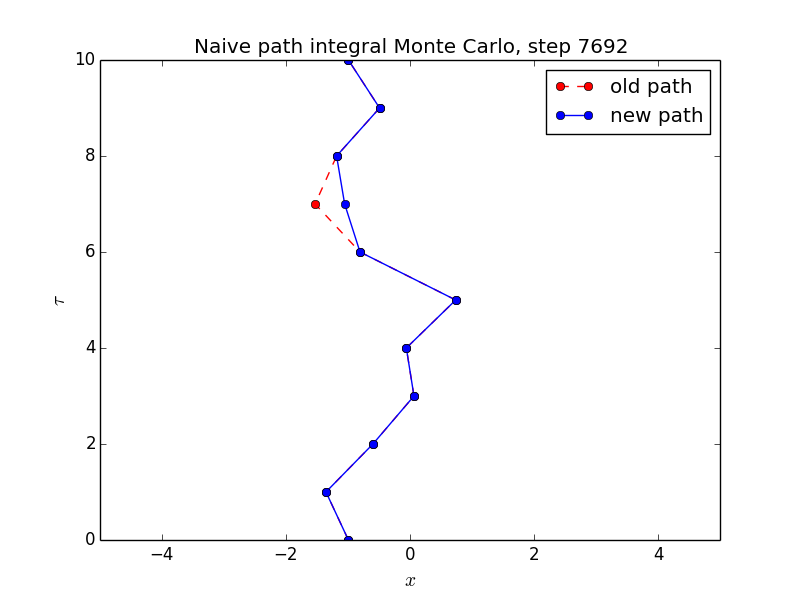 Naive path integral Monte Carlo, step 7692
10
old path
new path
8
6
τ
4
2
0
−4 −2 0 2 4
x